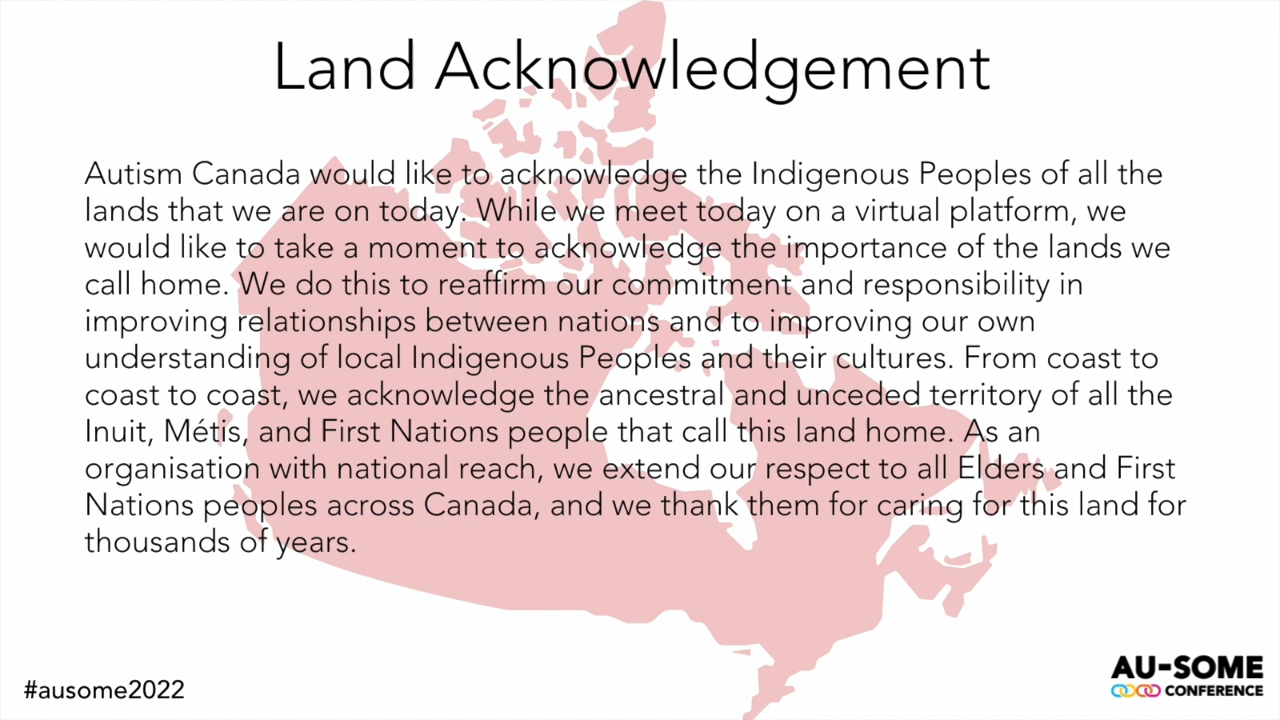 Land Acknowledgement
Autism Canada would like to acknowledge the Indigenous Peoples of all the
lands that we are on today. While we meet today on a virtual platform, we
would like to take a moment to acknowledge the importance of the lands we
call home. We do this to reaffirm our commitment and responsibility in
improving relationships between nations and to improving our own
understanding of local Indigenous Peoples and their cultures. From coast to
coast to coast, we acknowledge the ancestral and unceded territory of all the
Inuit, Métis, and First Nations people that call this land home. As an
organisation with national reach, we extend our respect to all Elders and First
Nations peoples across Canada, and we thank them for caring for this land for
thousands of years.
#ausome2022
AU-SOME
CONFERENCE